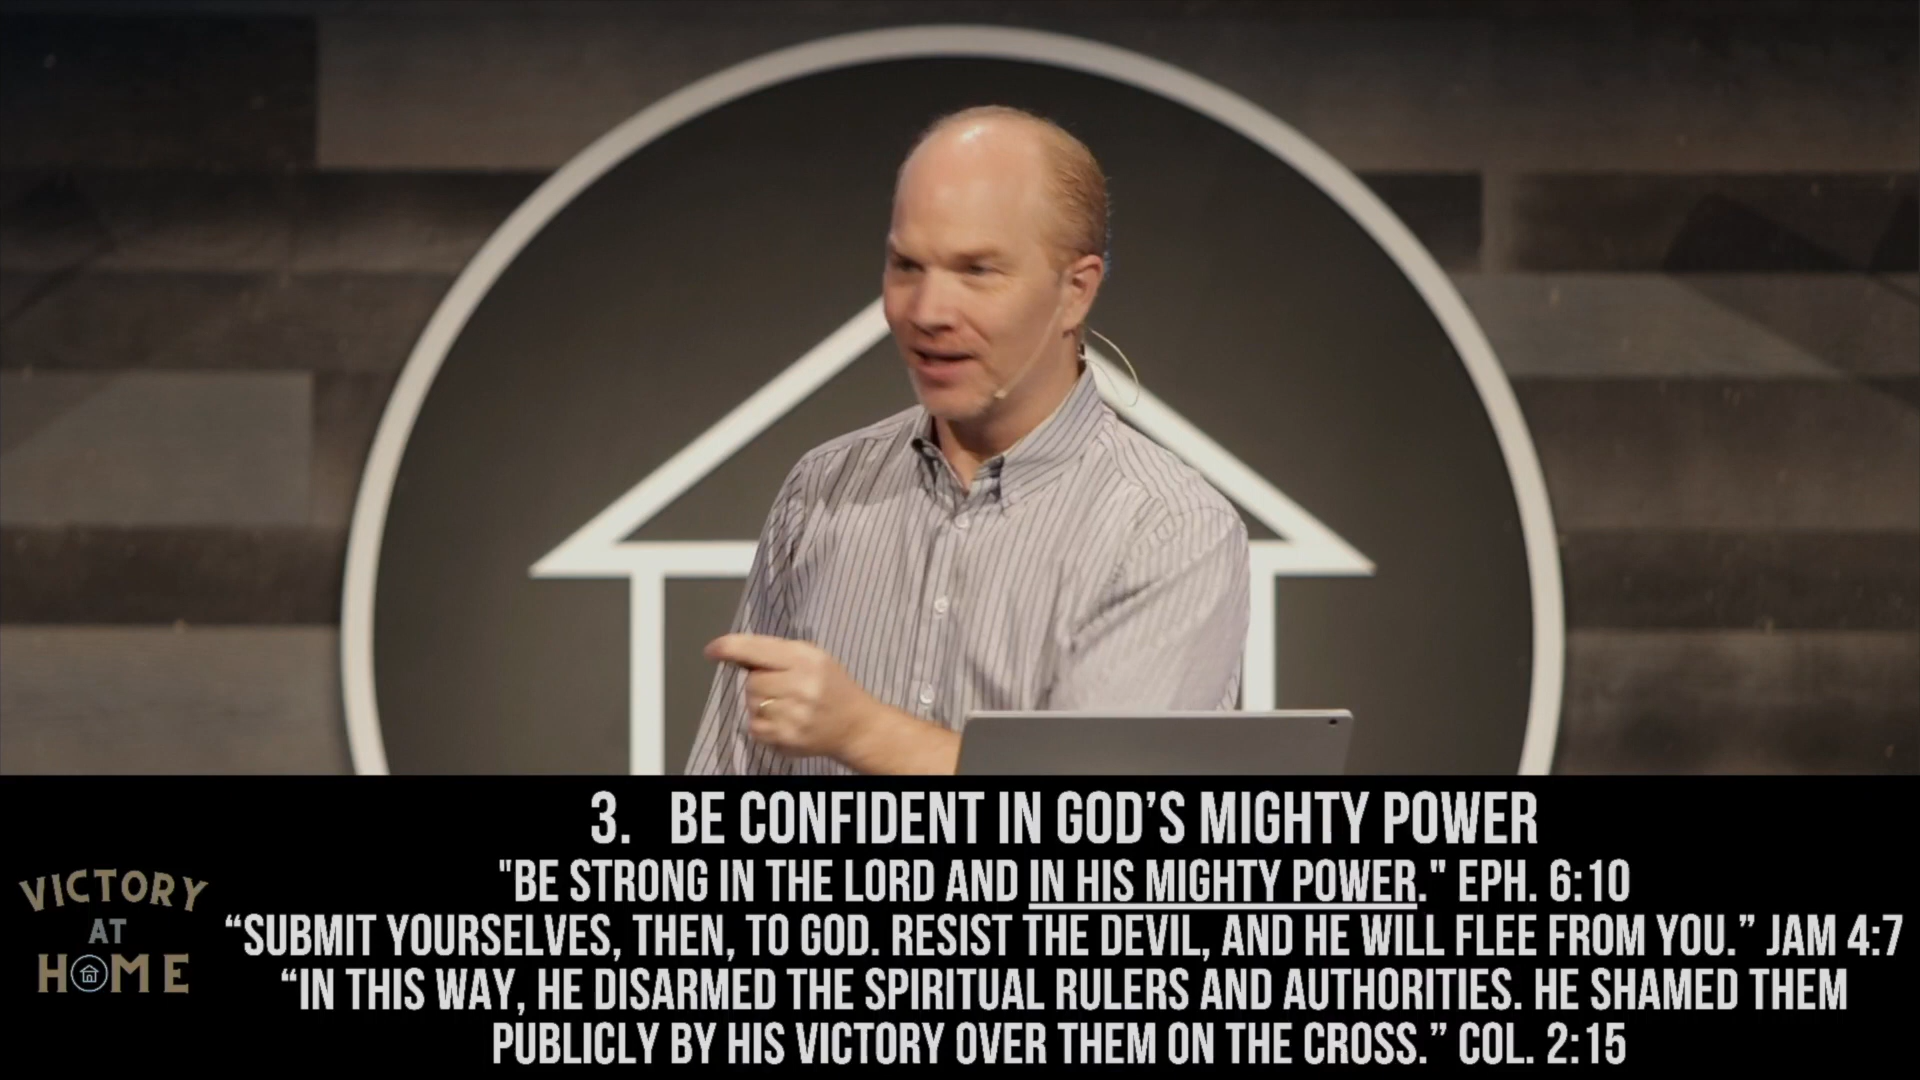 3. BE CONFIDENT IN GOD’S MIGHTY POWER
"BE STRONG IN THE LORD AND IN HIS MIGHTY POWER." EPH. 6:10
“SUBMIT YOURSELVES, THEN, TO GOD. RESIST THE DEVIL, AND HE WILL FLEE FROM YOU.” JAM 4:7
“IN THIS WAY, HE DISARMED THE SPIRITUAL RULERS AND AUTHORITIES. HE SHAMED THEM
PUBLICLY BY HIS VICTORY OVER THEM ON THE CROSS.” COL. 2:15
VICTORY
AT
HOME